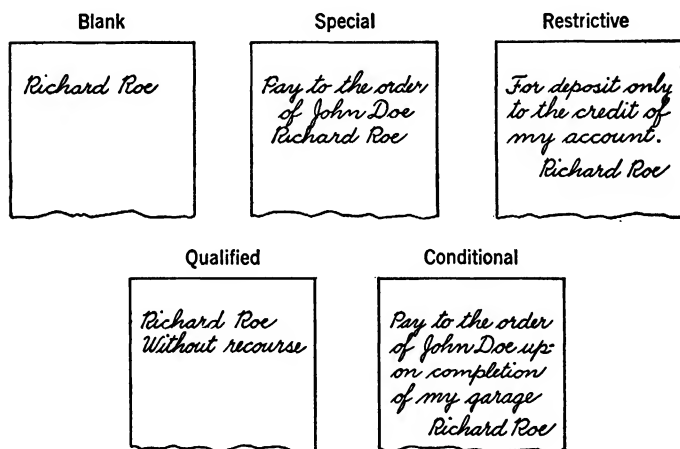 Blank
Richard Roe
Special
Pay to the order
of John Doe
Richard Roe
Restrictive
For deposit only
to the credit of
my account.
Richard Roe
Qualified
Richard Roe
Without recourse
Conditional
Pay to the order
of John Doe up-
on completion
of my garage
Richard Roe